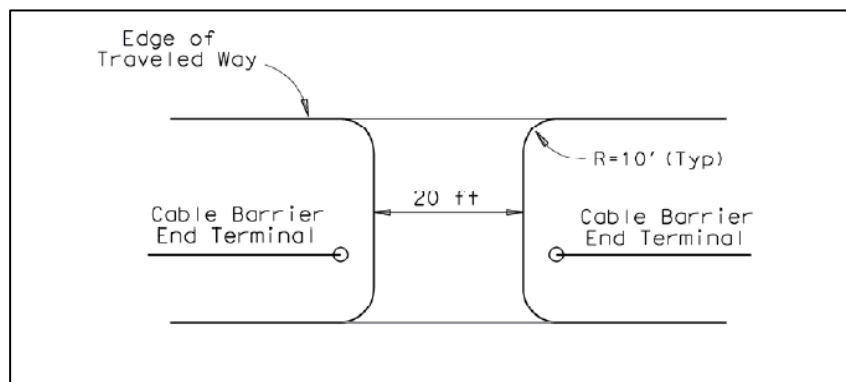 Edge of
Traveled Way
R=10' (Typ)
20 ft
Cable Barrier
End Terminal
Cable Barrier
End Terminal